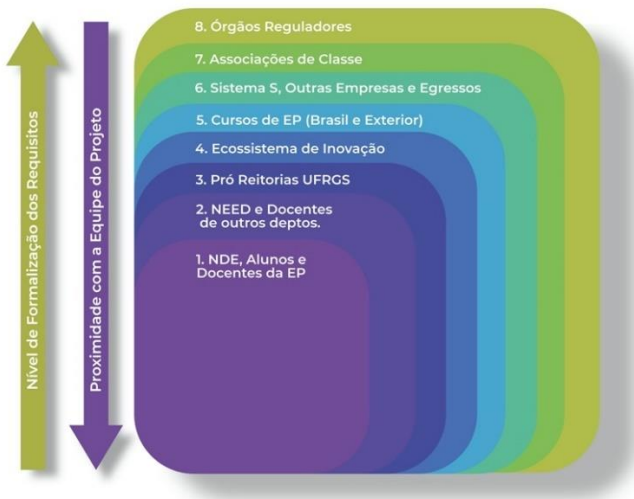 8. Órgãos Reguladores
7. Associações de Classe
6. Sistema S, Outras Empresas e Egressos
5. Cursos de EP (Brasil e Exterior)
4. Ecossistema de Inovação
3. Pró Reitorias UFRGS
2. NEED e Docentes
de outros deptos.
1. NDE, Alunos e
Docentes da EP
Nível de Formalização dos Requisitos
Proximidade com a Equipe do Projeto